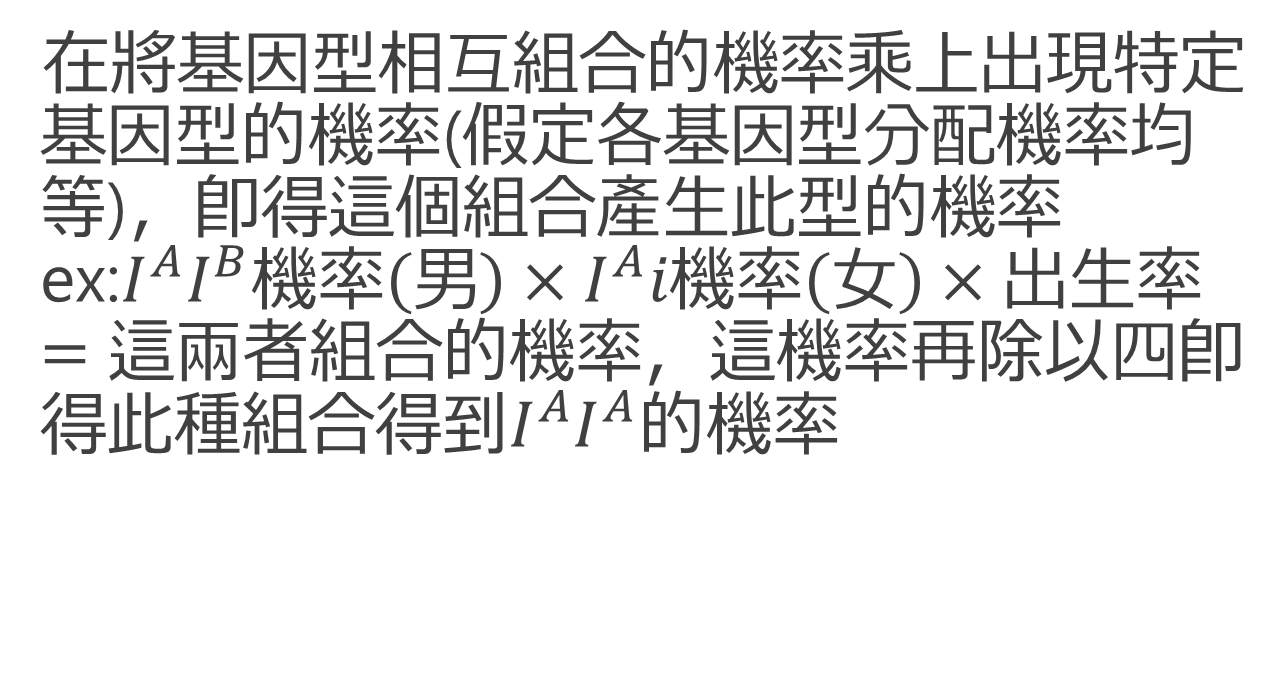 在將基因型相互組合的機率乘上出現特定
基因型的機率(假定各基因型分配機率均
等)，即得這個組合產生此型的機率
ex:𝐼ᴬ𝐼ᴮ機率(男) × 𝐼ᴬ𝑖機率(女) × 出生率
= 這兩者組合的機率，這機率再除以四即
得此種組合得到𝐼ᴬ𝐼ᴬ的機率